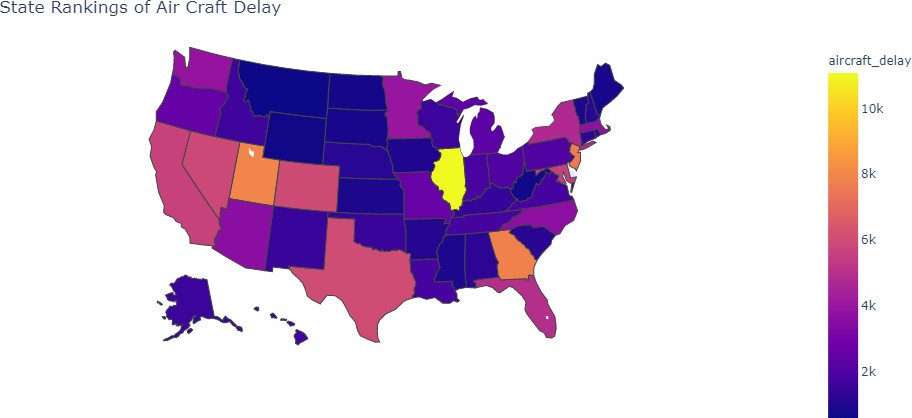 State Rankings of Air Craft Delay
aircraft_delay
10k
8k
6k
4k
2k